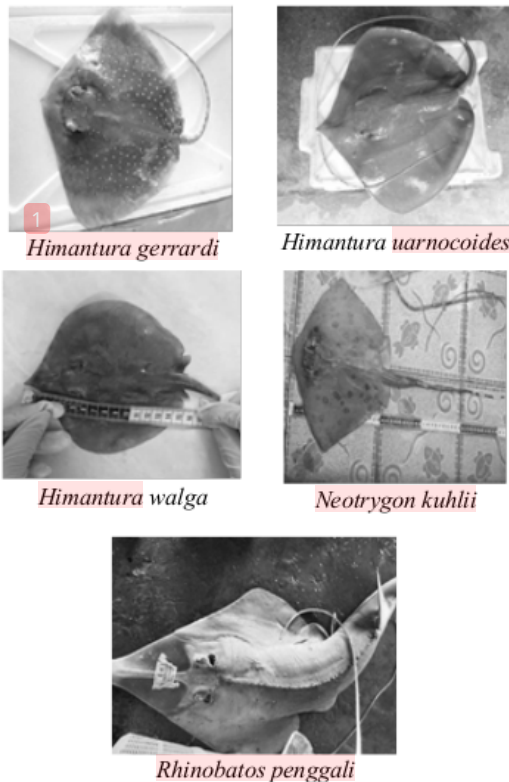 1
Himantura gerrardi
Himantura uarnocoides
Himantura walga
Neotrygon kuhlii
Rhinobatos penggali